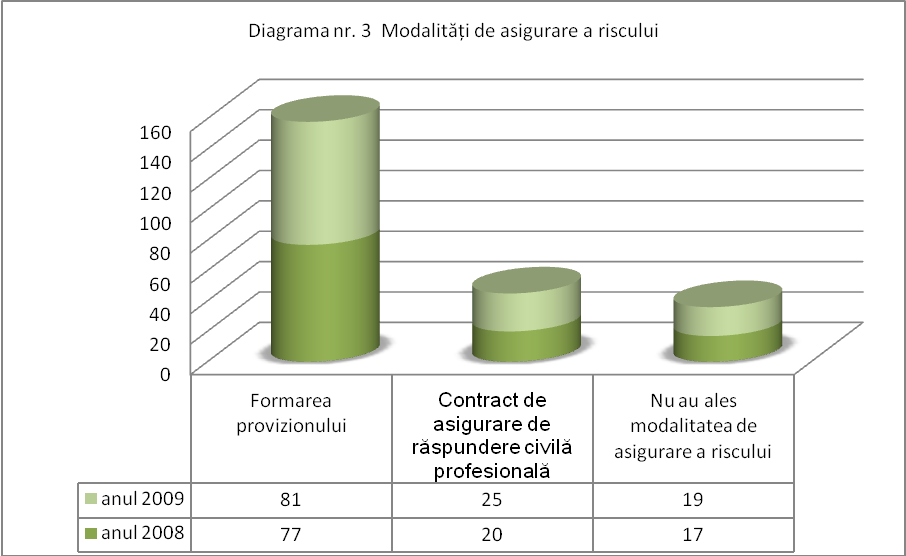 Diagrama nr. 3  Modalități de asigurare a riscului
160
140
120
100
80
60
40
20
0
Formarea
provizionului
Contract de
asigurare de
răspundere civilă
profesională
Nu au ales
modalitatea de
asigurare a riscului
anul 2009 81 25 19
anul 2008 77 20 17